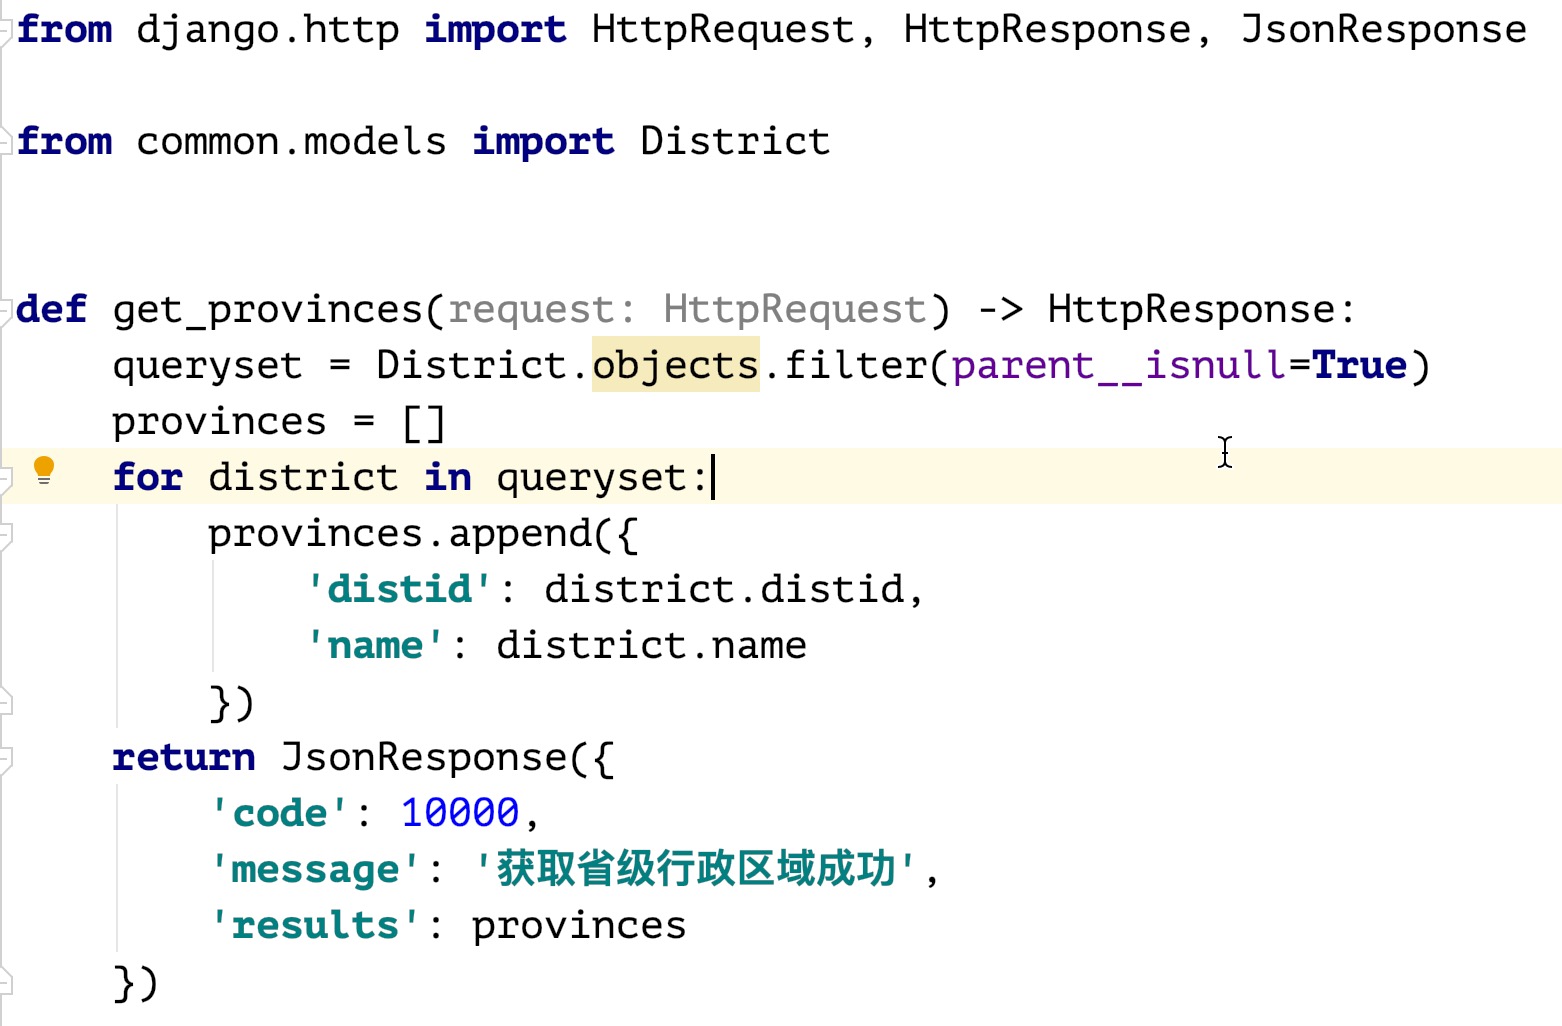 from django.http import HttpRequest, HttpResponse, JsonResponse
from common.models import District
def get_provinces(request: HttpRequest) -> HttpResponse:
    queryset = District.objects.filter(parent__isnull=True)
    provinces = []
    for district in queryset:
        provinces.append({
            'distid': district.distid,
            'name': district.name
        })
    return JsonResponse({
        'code': 10000,
        'message': '获取省级行政区域成功',
        'results': provinces
    })